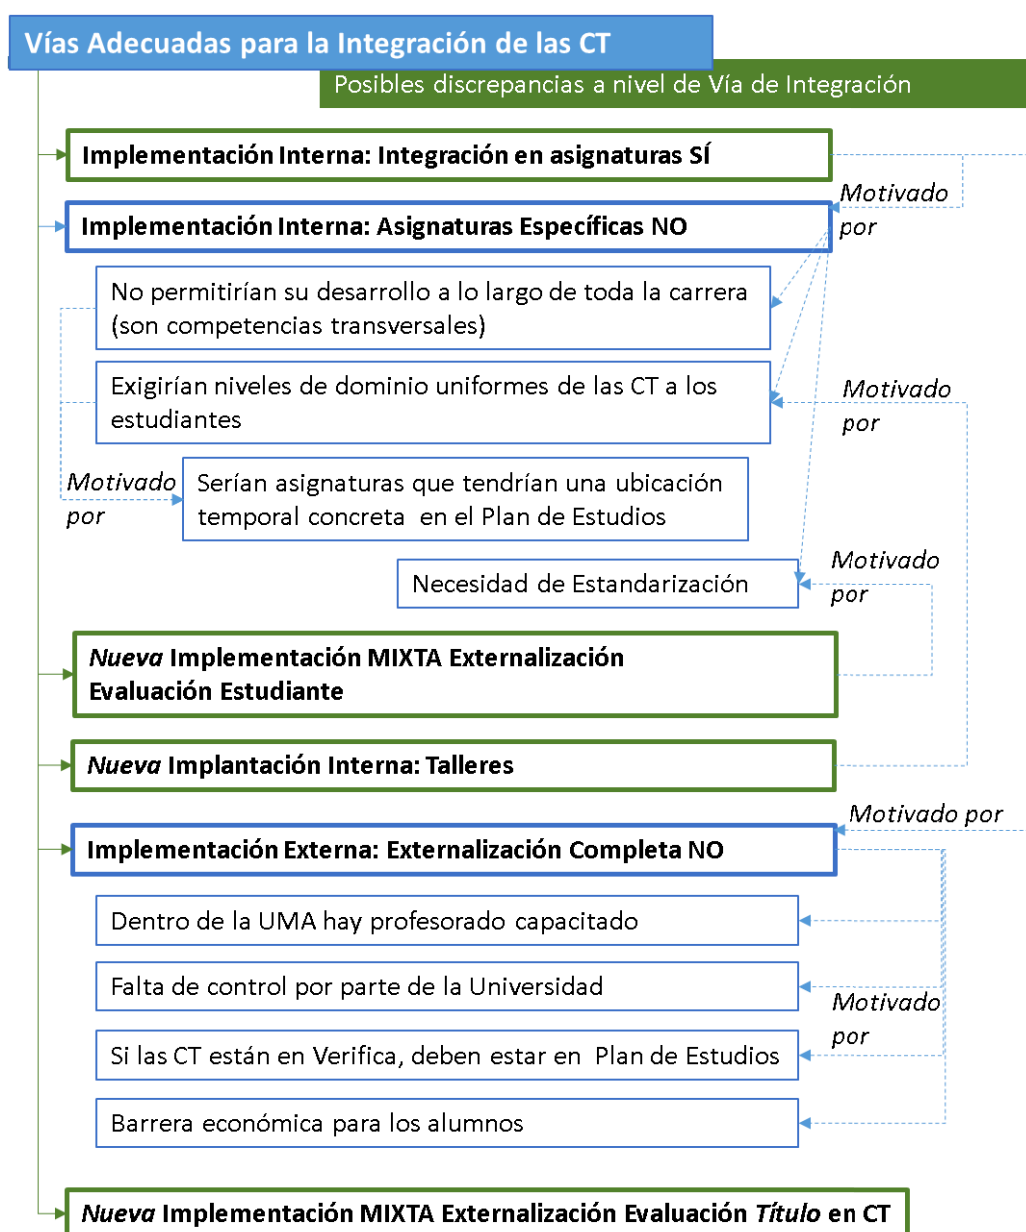 Vías Adecuadas para la Integración de las CT
Posibles discrepancias a nivel de Vía de Integración
Implementación Interna: Integración en asignaturas SÍ
Motivado
por
Implementación Interna: Asignaturas Específicas NO
No permitirían su desarrollo a lo largo de toda la carrera
(son competencias transversales)
Exigirían niveles de dominio uniformes de las CT a los
estudiantes
Motivado
por
Motivado
por
Serían asignaturas que tendrían una ubicación
temporal concreta en el Plan de Estudios
Necesidad de Estandarización
Motivado
por
Nueva Implementación MIXTA Externalización
Evaluación Estudiante
Nueva Implantación Interna: Talleres
Motivado por
Implementación Externa: Externalización Completa NO
Dentro de la UMA hay profesorado capacitado
Falta de control por parte de la Universidad
Motivado
por
Si las CT están en Verifica, deben estar en Plan de Estudios
Barrera económica para los alumnos
Nueva Implementación MIXTA Externalización Evaluación Título en CT